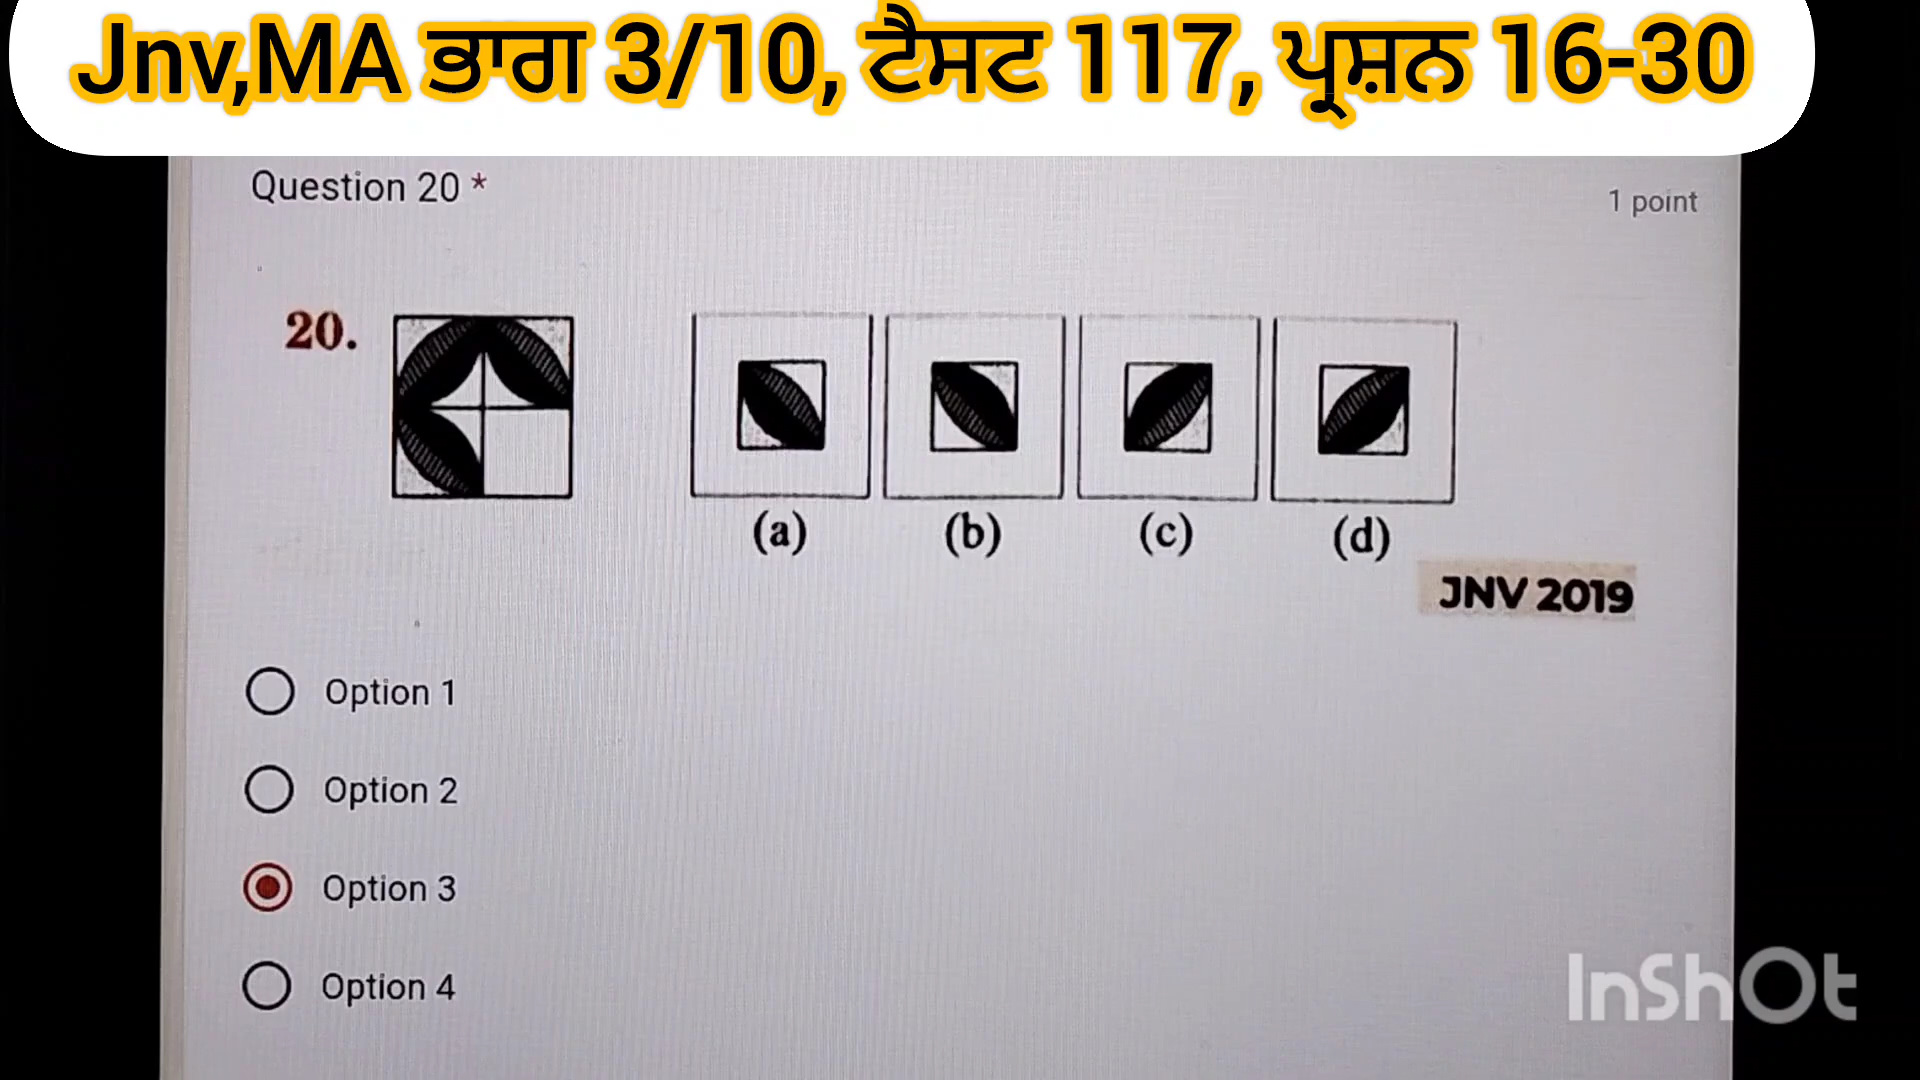 Jnv,MA ਭਾਗ 3/10, ਟੈਸਟ 117, ਪ੍ਰਸ਼ਨ 16-30
Question 20 *
1 point
20.
(a) (b) (c) (d)
JNV 2019
Option 1
Option 2
Option 3
Option 4
InShOt